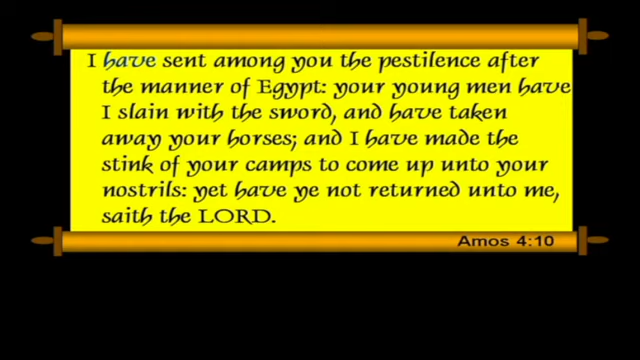 I have sent among you the pestilence after
the manner of Egypt: your young men have
I slain with the sword, and have taken
away your horses; and I have made the
stink of your camps to come up unto your
nostrils: yet have ye not returned unto me,
saith the LORD.
Amos 4:10